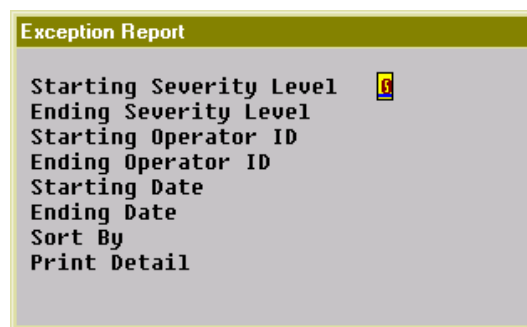 Exception Report
Starting Severity Level
Ending Severity Level
Starting Operator ID
Ending Operator ID
Starting Date
Ending Date
Sort By
Print Detail